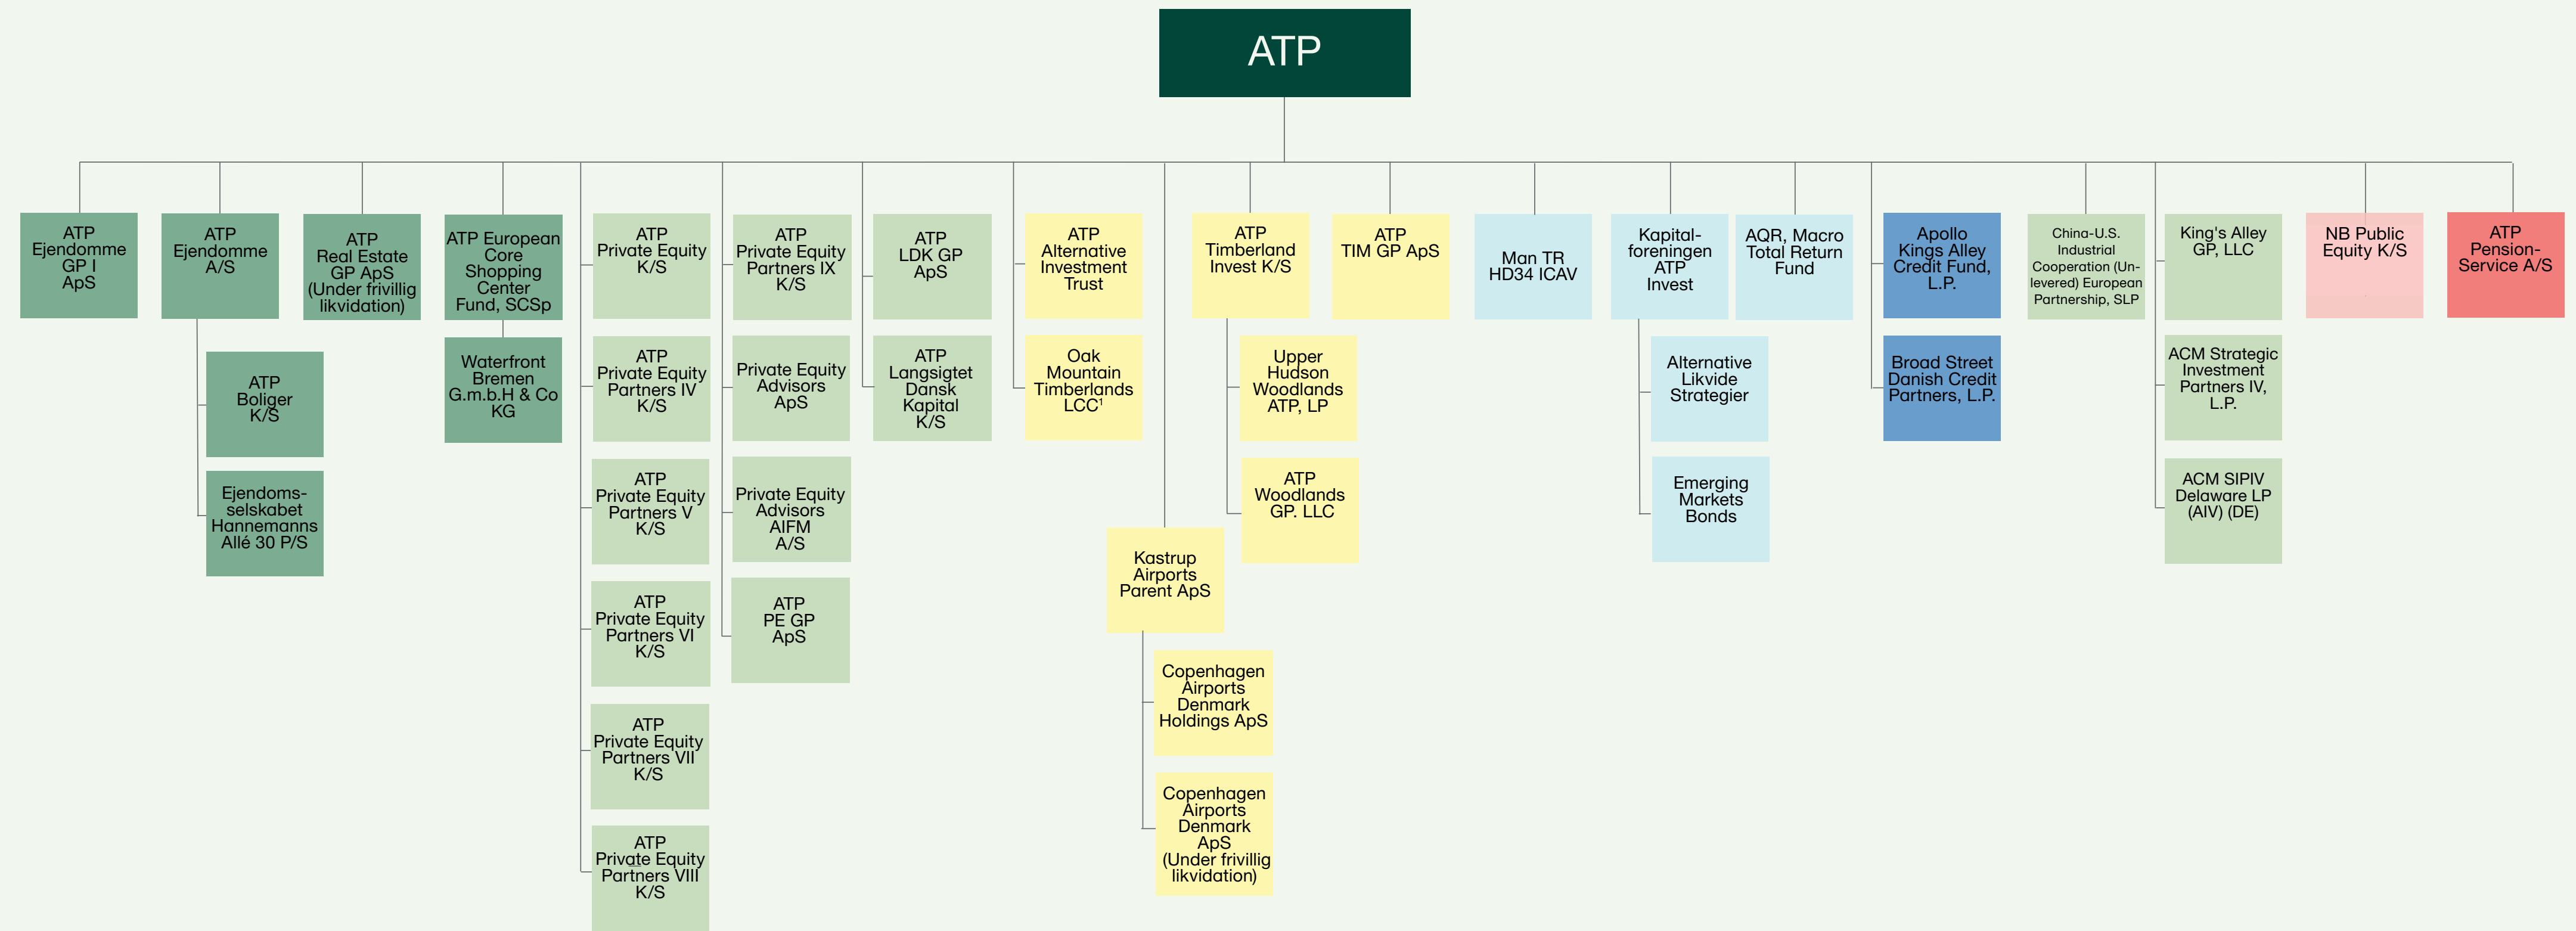 ATP
ATP
Ejendomme
GP I
ApS
ATP
Ejendomme
A/S
ATP
Boliger
K/S
Ejendoms-
selskabet
Hannemanns
Allé 30 P/S
ATP
Real Estate
GP ApS
(Under frivillig
likvidation)
ATP European
Core
Shopping
Center
Fund, SCSp
Waterfront
Bremen
G.m.b.H & Co
KG
ATP
Private Equity
K/S
ATP
Private Equity
Partners IV
K/S
ATP
Private Equity
Partners V
K/S
ATP
Private Equity
Partners VI
K/S
ATP
Private Equity
Partners VII
K/S
ATP
Private Equity
Partners VIII
K/S
ATP
Private Equity
Partners IX
K/S
Private Equity
Advisors
ApS
Private Equity
Advisors
AIFM
A/S
ATP
PE GP
ApS
ATP
LDK GP
ApS
ATP
Langsigtet
Dansk
Kapital
K/S
ATP
Alternative
Investment
Trust
Oak
Mountain
Timberlands
LCC¹
Kastrup
Airports
Parent ApS
Copenhagen
Airports
Denmark
Holdings ApS
Copenhagen
Airports
Denmark
ApS
(Under frivillig
likvidation)
ATP
Timberland
Invest K/S
Upper
Hudson
Woodlands
ATP, LP
ATP
Woodlands
GP. LLC
ATP
TIM GP ApS
Man TR
HD34 ICAV
Kapital-
foreningen
ATP
Invest
Alternative
Likvide
Strategier
Emerging
Markets
Bonds
AQR, Macro
Total Return
Fund
Apollo
Kings Alley
Credit Fund,
L.P.
Broad Street
Danish Credit
Partners, L.P.
China-U.S.
Industrial
Cooperation (Un-
levered) European
Partnership, SLP
King's Alley
GP, LLC
ACM Strategic
Investment
Partners IV,
L.P.
ACM SIPIV
Delaware LP
(AIV) (DE)
NB Public
Equity K/S
ATP
Pension-
Service A/S